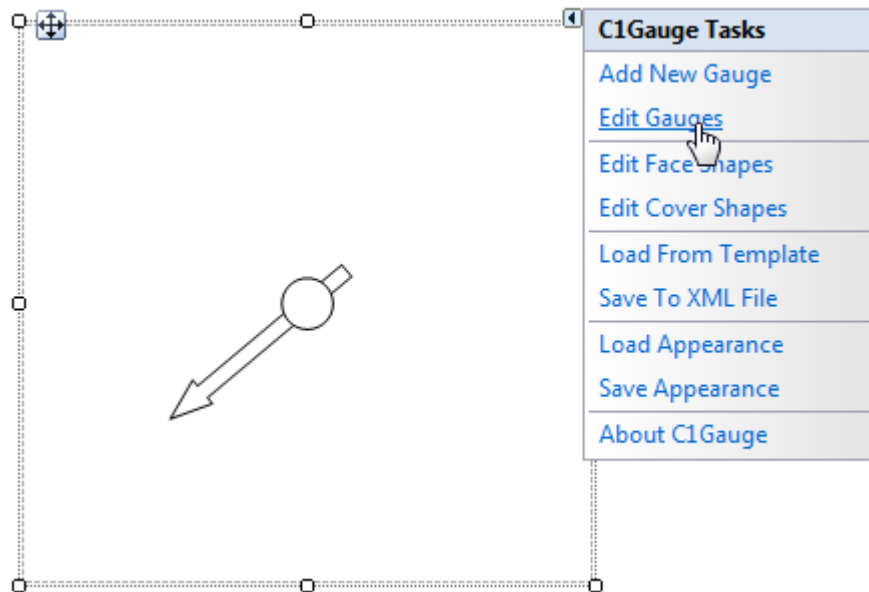 C1Gauge Tasks
Add New Gauge
Edit Gauges
Edit Face Shapes
Edit Cover Shapes
Load From Template
Save To XML File
Load Appearance
Save Appearance
About C1Gauge